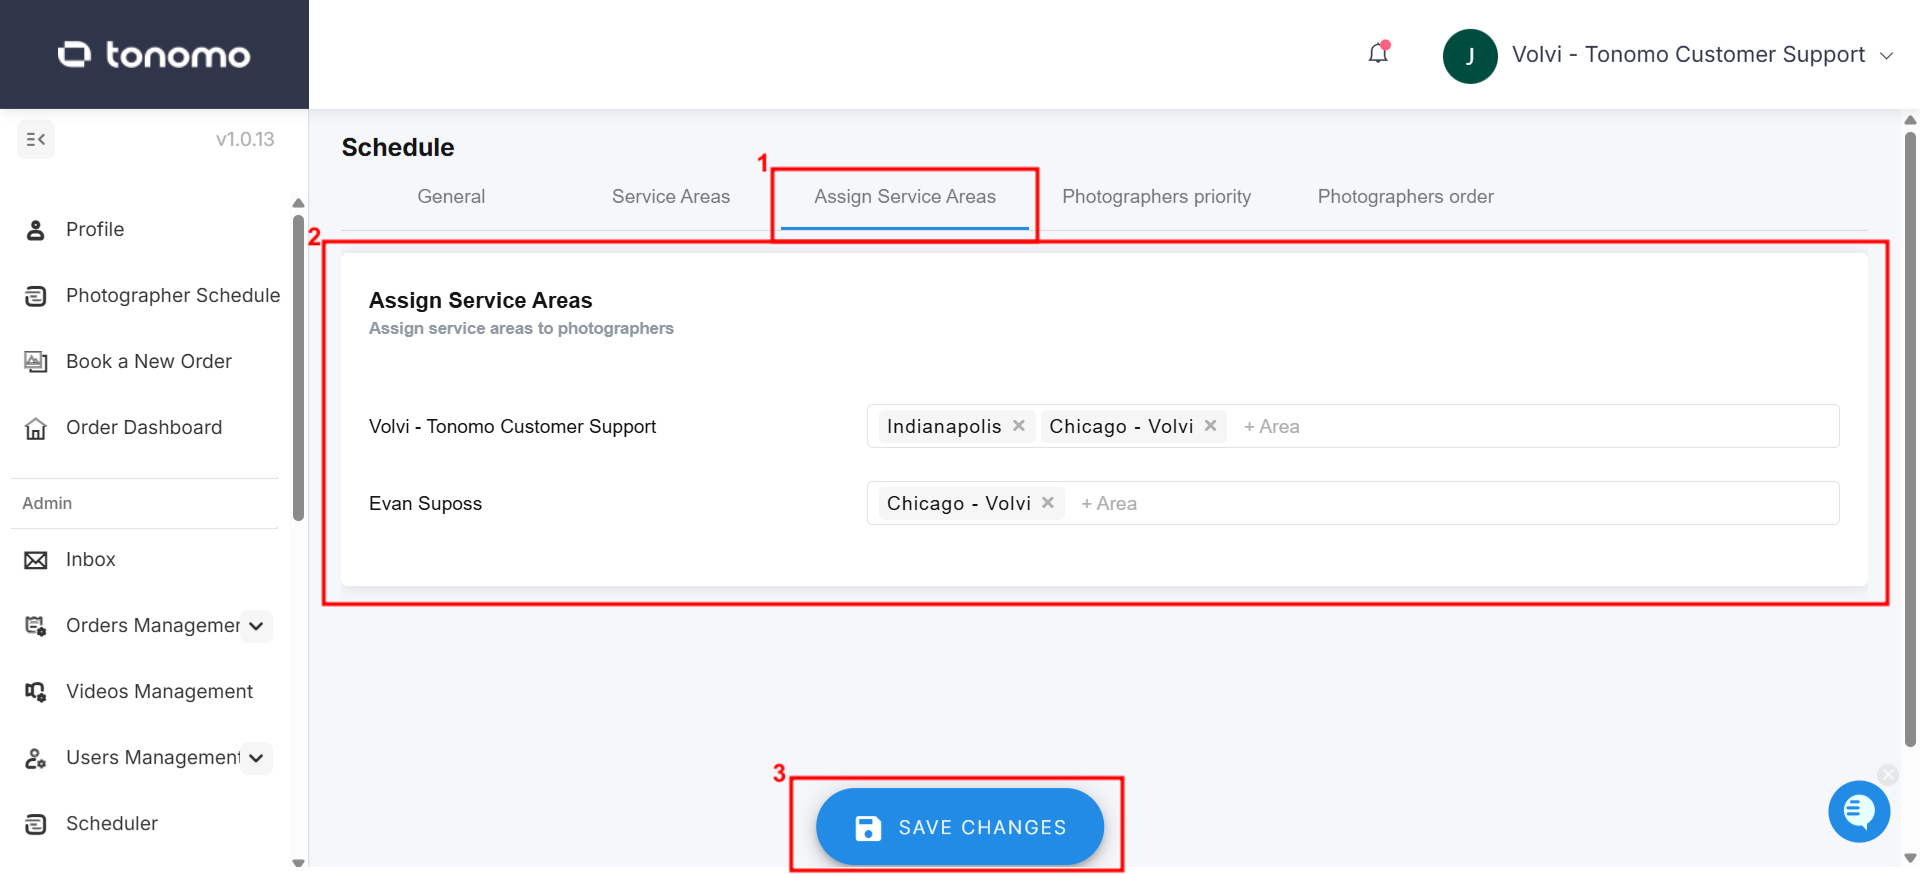 tonomo
J
Volvi - Tonomo Customer Support
v1.0.13
Profile
Photographer Schedule
Book a New Order
Order Dashboard
Admin
Inbox
Orders Managemen
Videos Management
Users Management
Scheduler
Schedule
1
General
Service Areas
Assign Service Areas
Photographers priority
Photographers order
2
Assign Service Areas
Assign service areas to photographers
Volvi - Tonomo Customer Support
Indianapolis × Chicago - Volvi × + Area
Evan Suposs
Chicago - Volvi × + Area
3
SAVE CHANGES